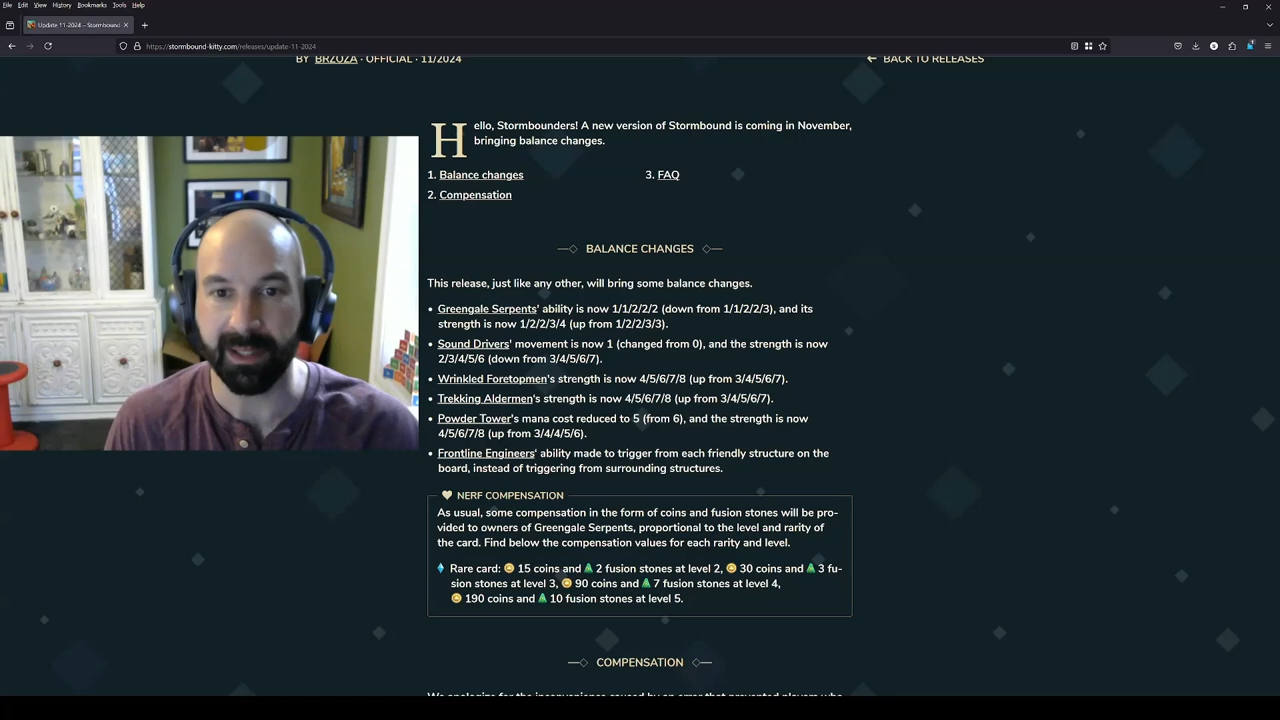 File Edit View History Bookmarks Tools Help
Update 11-2024 – Stormbound
https://stormbound-kitty.com/releases/update-11-2024
BY BRZOZA · OFFICIAL · 11/2024
BACK TO RELEASES
Hello, Stormbounders! A new version of Stormbound is coming in November,
bringing balance changes.
1. Balance changes
3. FAQ
2. Compensation
BALANCE CHANGES
This release, just like any other, will bring some balance changes.
• Greengale Serpents' ability is now 1/1/2/2/2 (down from 1/1/2/2/3), and its
strength is now 1/2/2/3/4 (up from 1/2/2/3/3).
• Sound Drivers' movement is now 1 (changed from 0), and the strength is now
2/3/4/5/6 (down from 3/4/5/6/7).
• Wrinkled Foretopmen's strength is now 4/5/6/7/8 (up from 3/4/5/6/7).
• Trekking Aldermen's strength is now 4/5/6/7/8 (up from 3/4/5/6/7).
• Powder Tower's mana cost reduced to 5 (from 6), and the strength is now
4/5/6/7/8 (up from 3/4/4/5/6).
• Frontline Engineers' ability made to trigger from each friendly structure on the
board, instead of triggering from surrounding structures.
NERF COMPENSATION
As usual, some compensation in the form of coins and fusion stones will be pro-
vided to owners of Greengale Serpents, proportional to the level and rarity of
the card. Find below the compensation values for each rarity and level.
Rare card: 15 coins and 2 fusion stones at level 2, 30 coins and 3 fu-
sion stones at level 3, 90 coins and 7 fusion stones at level 4,
190 coins and 10 fusion stones at level 5.
COMPENSATION
We apologize for the inconvenience caused by an error that prevented players who